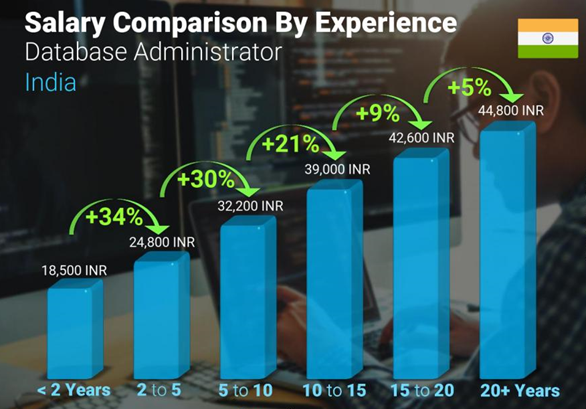 Salary Comparison By Experience
Database Administrator
India
+34%
+30%
+21%
+9%
+5%
18,500 INR
24,800 INR
32,200 INR
39,000 INR
42,600 INR
44,800 INR
< 2 Years
2 to 5
5 to 10
10 to 15
15 to 20
20+ Years